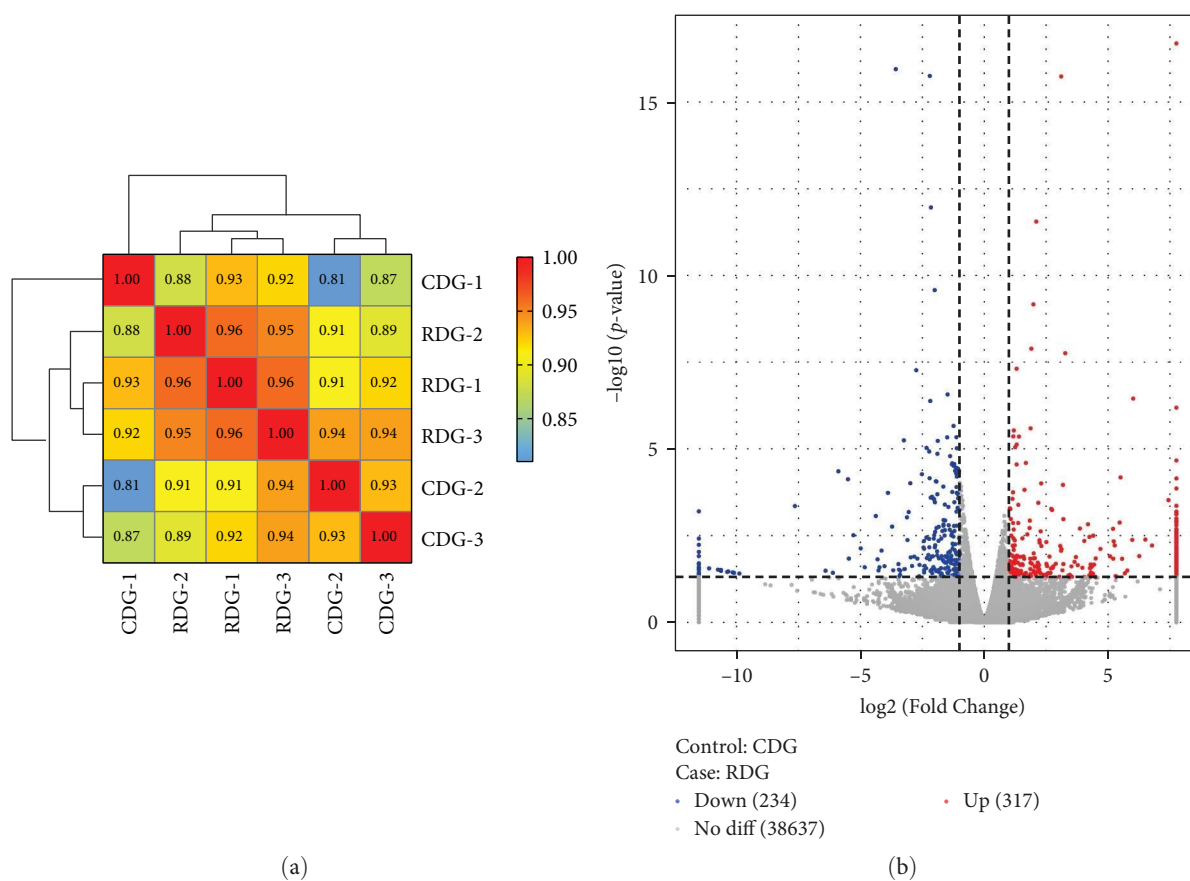 1.00 0.88 0.93 0.92 0.81 0.87 CDG-1
0.88 1.00 0.96 0.95 0.91 0.89 RDG-2
0.93 0.96 1.00 0.96 0.91 0.92 RDG-1
0.92 0.95 0.96 1.00 0.94 0.94 RDG-3
0.81 0.91 0.91 0.94 1.00 0.93 CDG-2
0.87 0.89 0.92 0.94 0.93 1.00 CDG-3
CDG-1 RDG-2 RDG-1 RDG-3 CDG-2 CDG-3
1.00
0.95
0.90
0.85
(a)
−log10 (p-value)
15
10
5
0
−10 −5 0 5
log2 (Fold Change)
Control: CDG
Case: RDG
Down (234) Up (317)
No diff (38637)
(b)